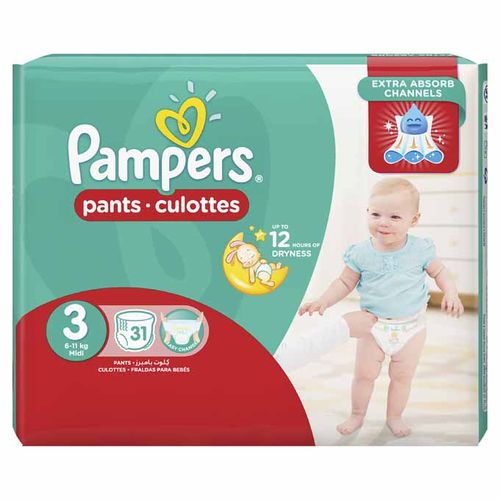 Pampers®
pants · culottes
EXTRA ABSORB
CHANNELS
UP TO
12 HOURS OF
DRYNESS
3
6-11 kg
Midi
31
PANTS · كلوت بامبرز
CULOTTES · FRALDAS PARA BEBÉS